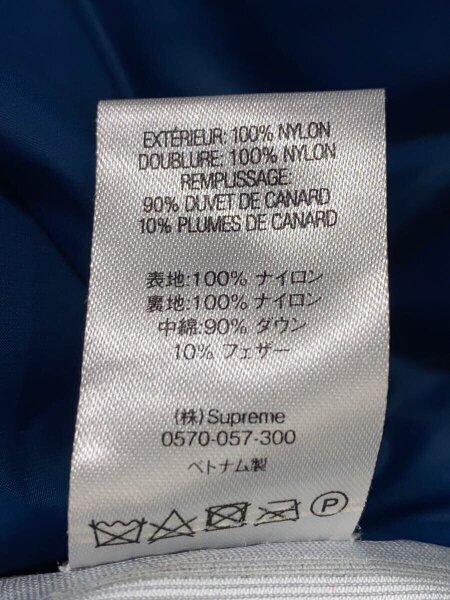 EXTÉRIEUR: 100% NYLON
DOUBLURE: 100% NYLON
REMPLISSAGE:
90% DUVET DE CANARD
10% PLUMES DE CANARD
表地:100% ナイロン
裏地:100% ナイロン
中綿:90% ダウン
10% フェザー
(株)Supreme
0570-057-300
ベトナム製
P